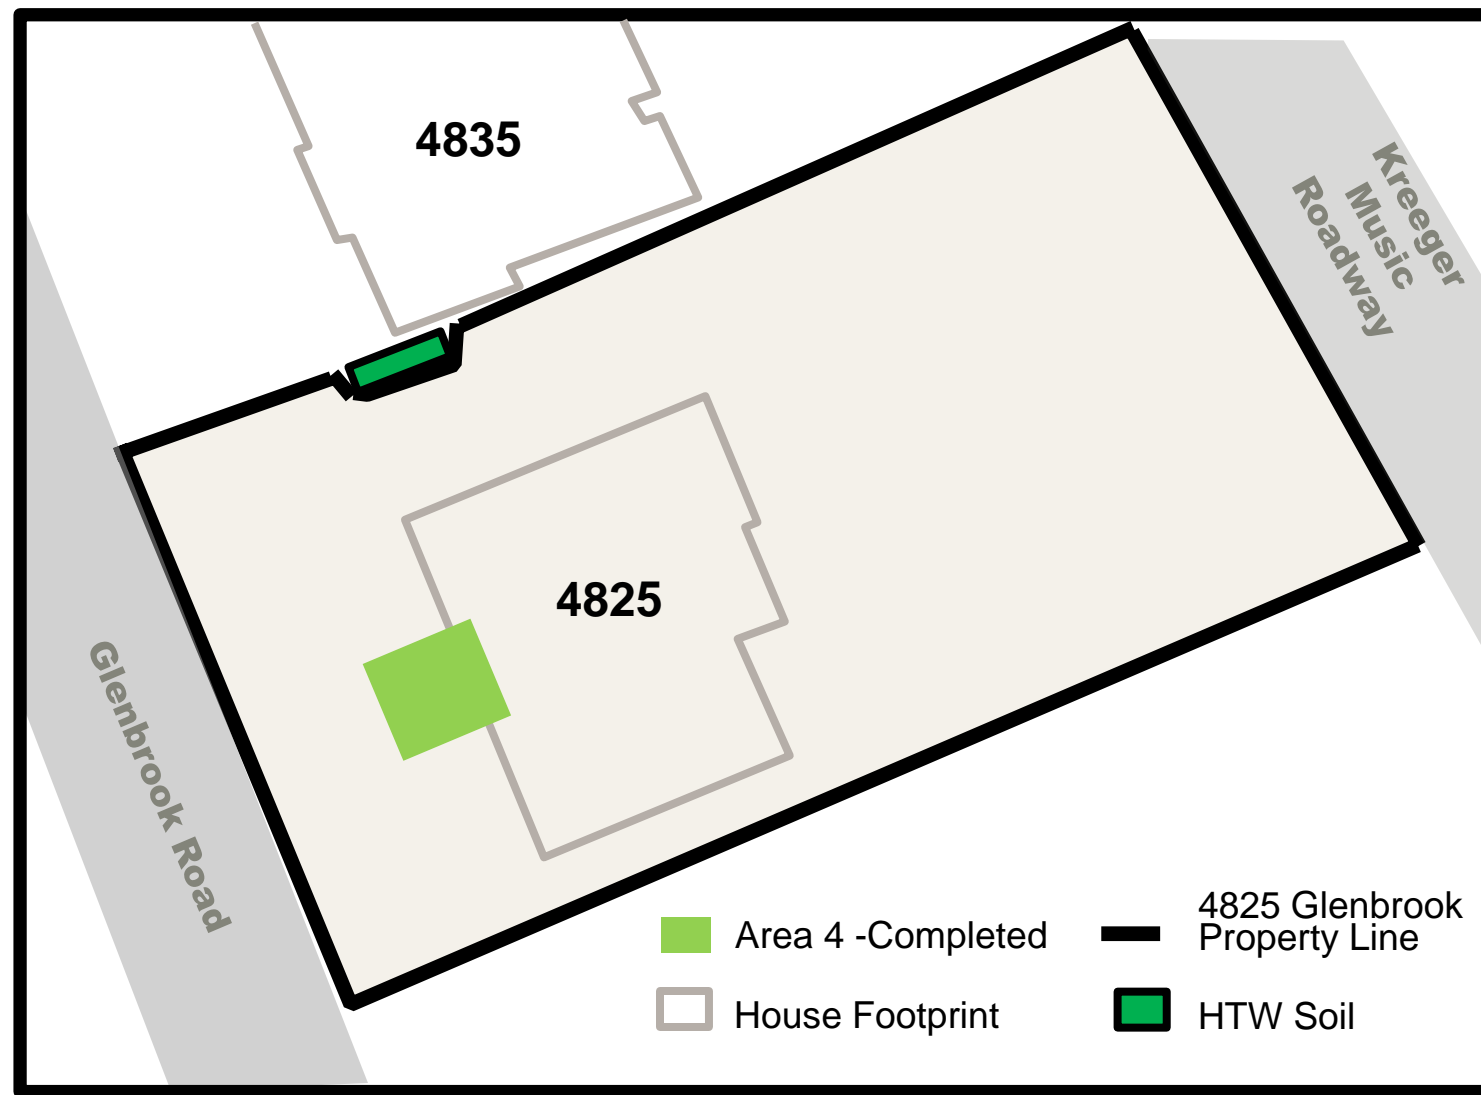 4835
Kreeger
Music
Roadway
4825
Glenbrook Road
Area 4 -Completed
4825 Glenbrook
Property Line
House Footprint
HTW Soil